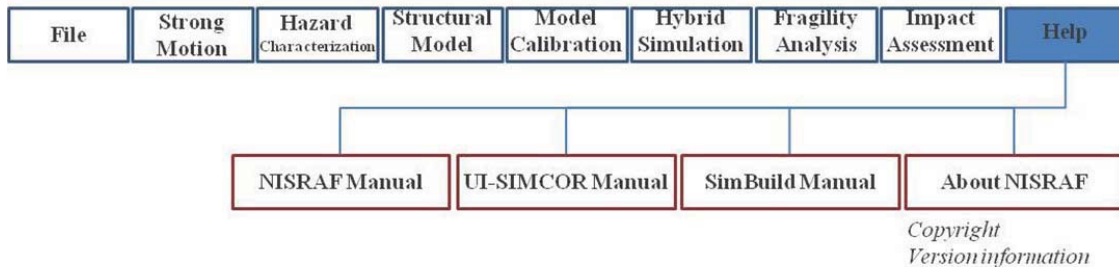 File
Strong
Motion
Hazard
Characterization
Structural
Model
Model
Calibration
Hybrid
Simulation
Fragility
Analysis
Impact
Assessment
Help
NISRAF Manual
UI-SIMCOR Manual
SimBuild Manual
About NISRAF
Copyright
Version information